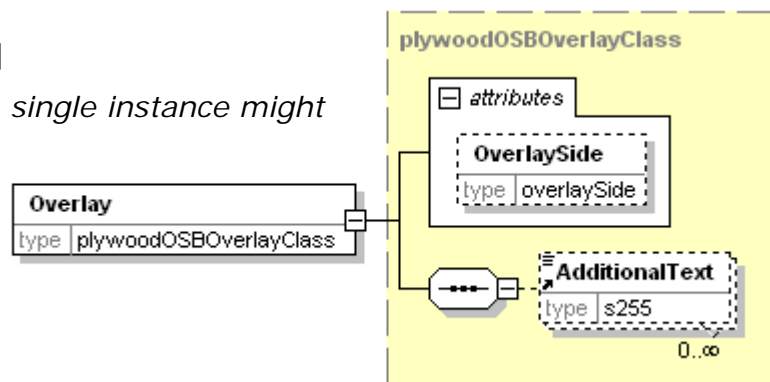 plywoodOSBOverlayClass
single instance might
attributes
OverlaySide
type overlaySide
Overlay
type plywoodOSBOverlayClass
AdditionalText
type s255
0..∞